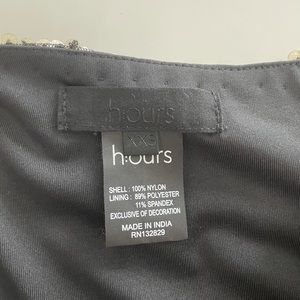 h:ours
XXS
h:ours
SHELL : 100% NYLON
LINING : 89% POLYESTER
11% SPANDEX
EXCLUSIVE OF DECORATION
MADE IN INDIA
RN132829